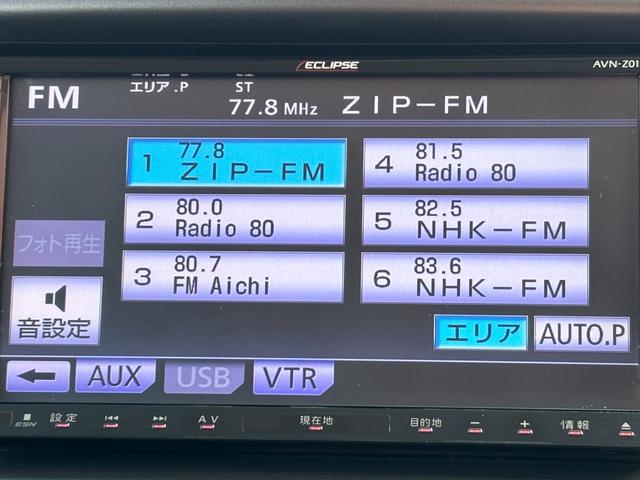 ECLIPSE
AVN-Z01
FM
エリア.P
ST
77.8 MHz ZIP-FM
1 77.8 ZIP-FM
2 80.0 Radio 80
3 80.7 FM Aichi
4 81.5 Radio 80
5 82.5 NHK-FM
6 83.6 NHK-FM
フォト再生
音設定
エリア
AUTO.P
AUX
USB
VTR
ESN
設定
AV
現在地
目的地
−
+
情報